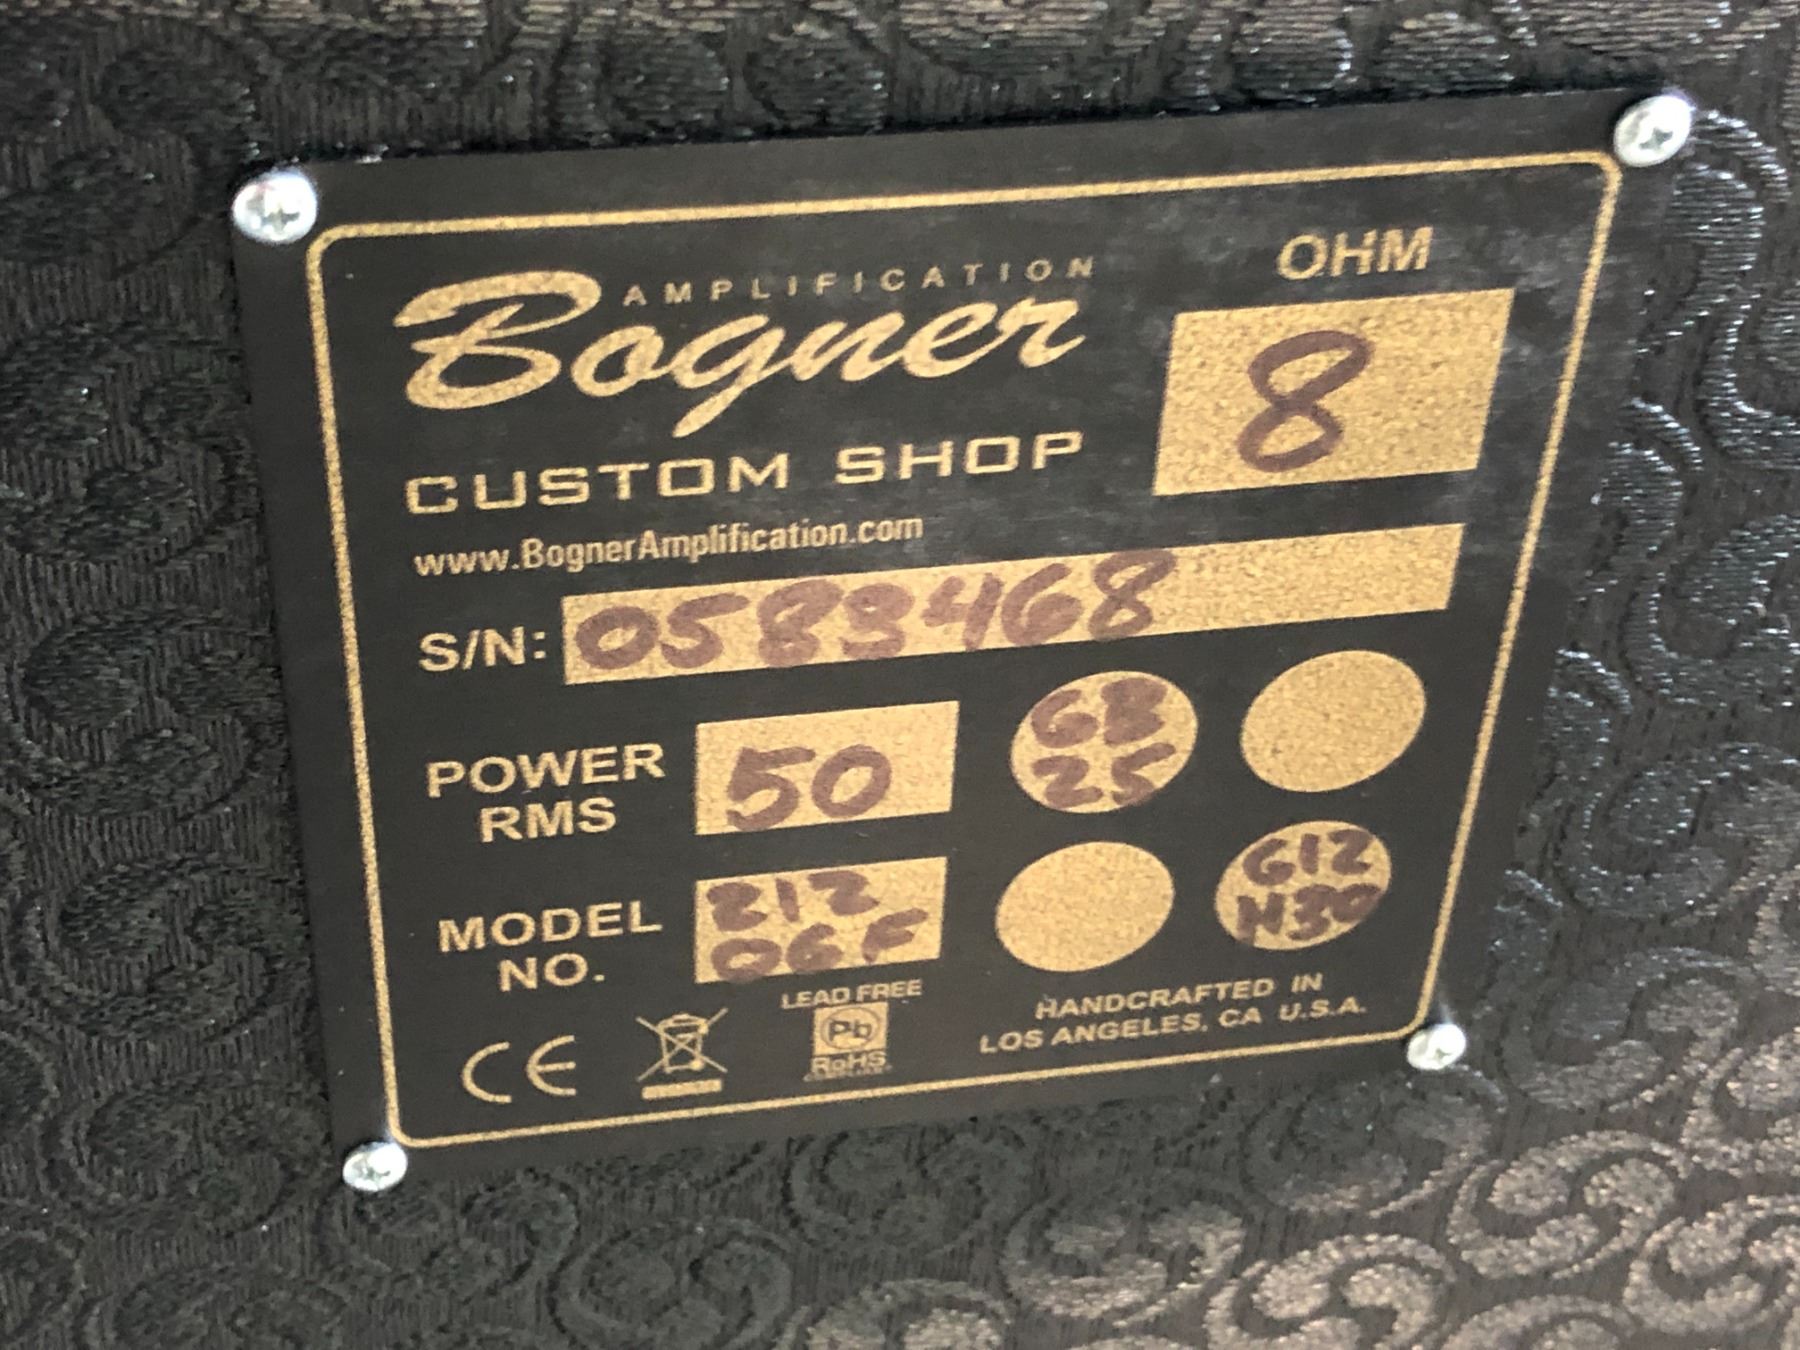 AMPLIFICATION
Bogner
CUSTOM SHOP
www.BognerAmplification.com
OHM
8
S/N: 0583468
POWER
RMS
50
GB
25
MODEL
NO.
212
06F
G12
H30
CE
LEAD FREE
Pb
RoHS
HANDCRAFTED IN
LOS ANGELES, CA U.S.A.